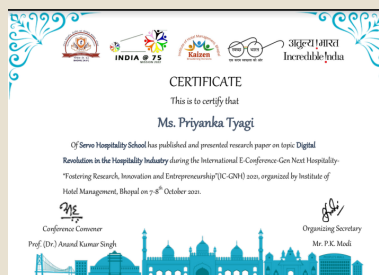 INDIA @ 75
Kaizen
अतुल्य ! भारत
Incredible !ndia
CERTIFICATE
This is to certify that
Ms. Priyanka Tyagi
Of Servo Hospitality School has published and presented research paper on topic Digital
Revolution in the Hospitality Industry during the International E-Conference-Gen Next Hospitality-
"Fostering Research, Innovation and Entrepreneurship"(IC-GNH) 2021, organized by Institute of
Hotel Management, Bhopal on 7-8th October 2021.
Conference Convener
Organizing Secretary
Prof. (Dr.) Anand Kumar Singh
Mr. P.K. Modi